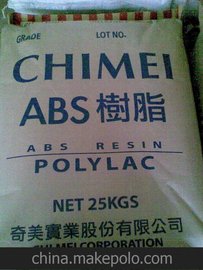 GRADE LOT NO.
CHIMEI
ABS 樹脂
ABS RESIN
POLYLAC
NET 25KGS
奇美實業股份有限公司
CHI MEI CORPORATION
china.makepolo.com